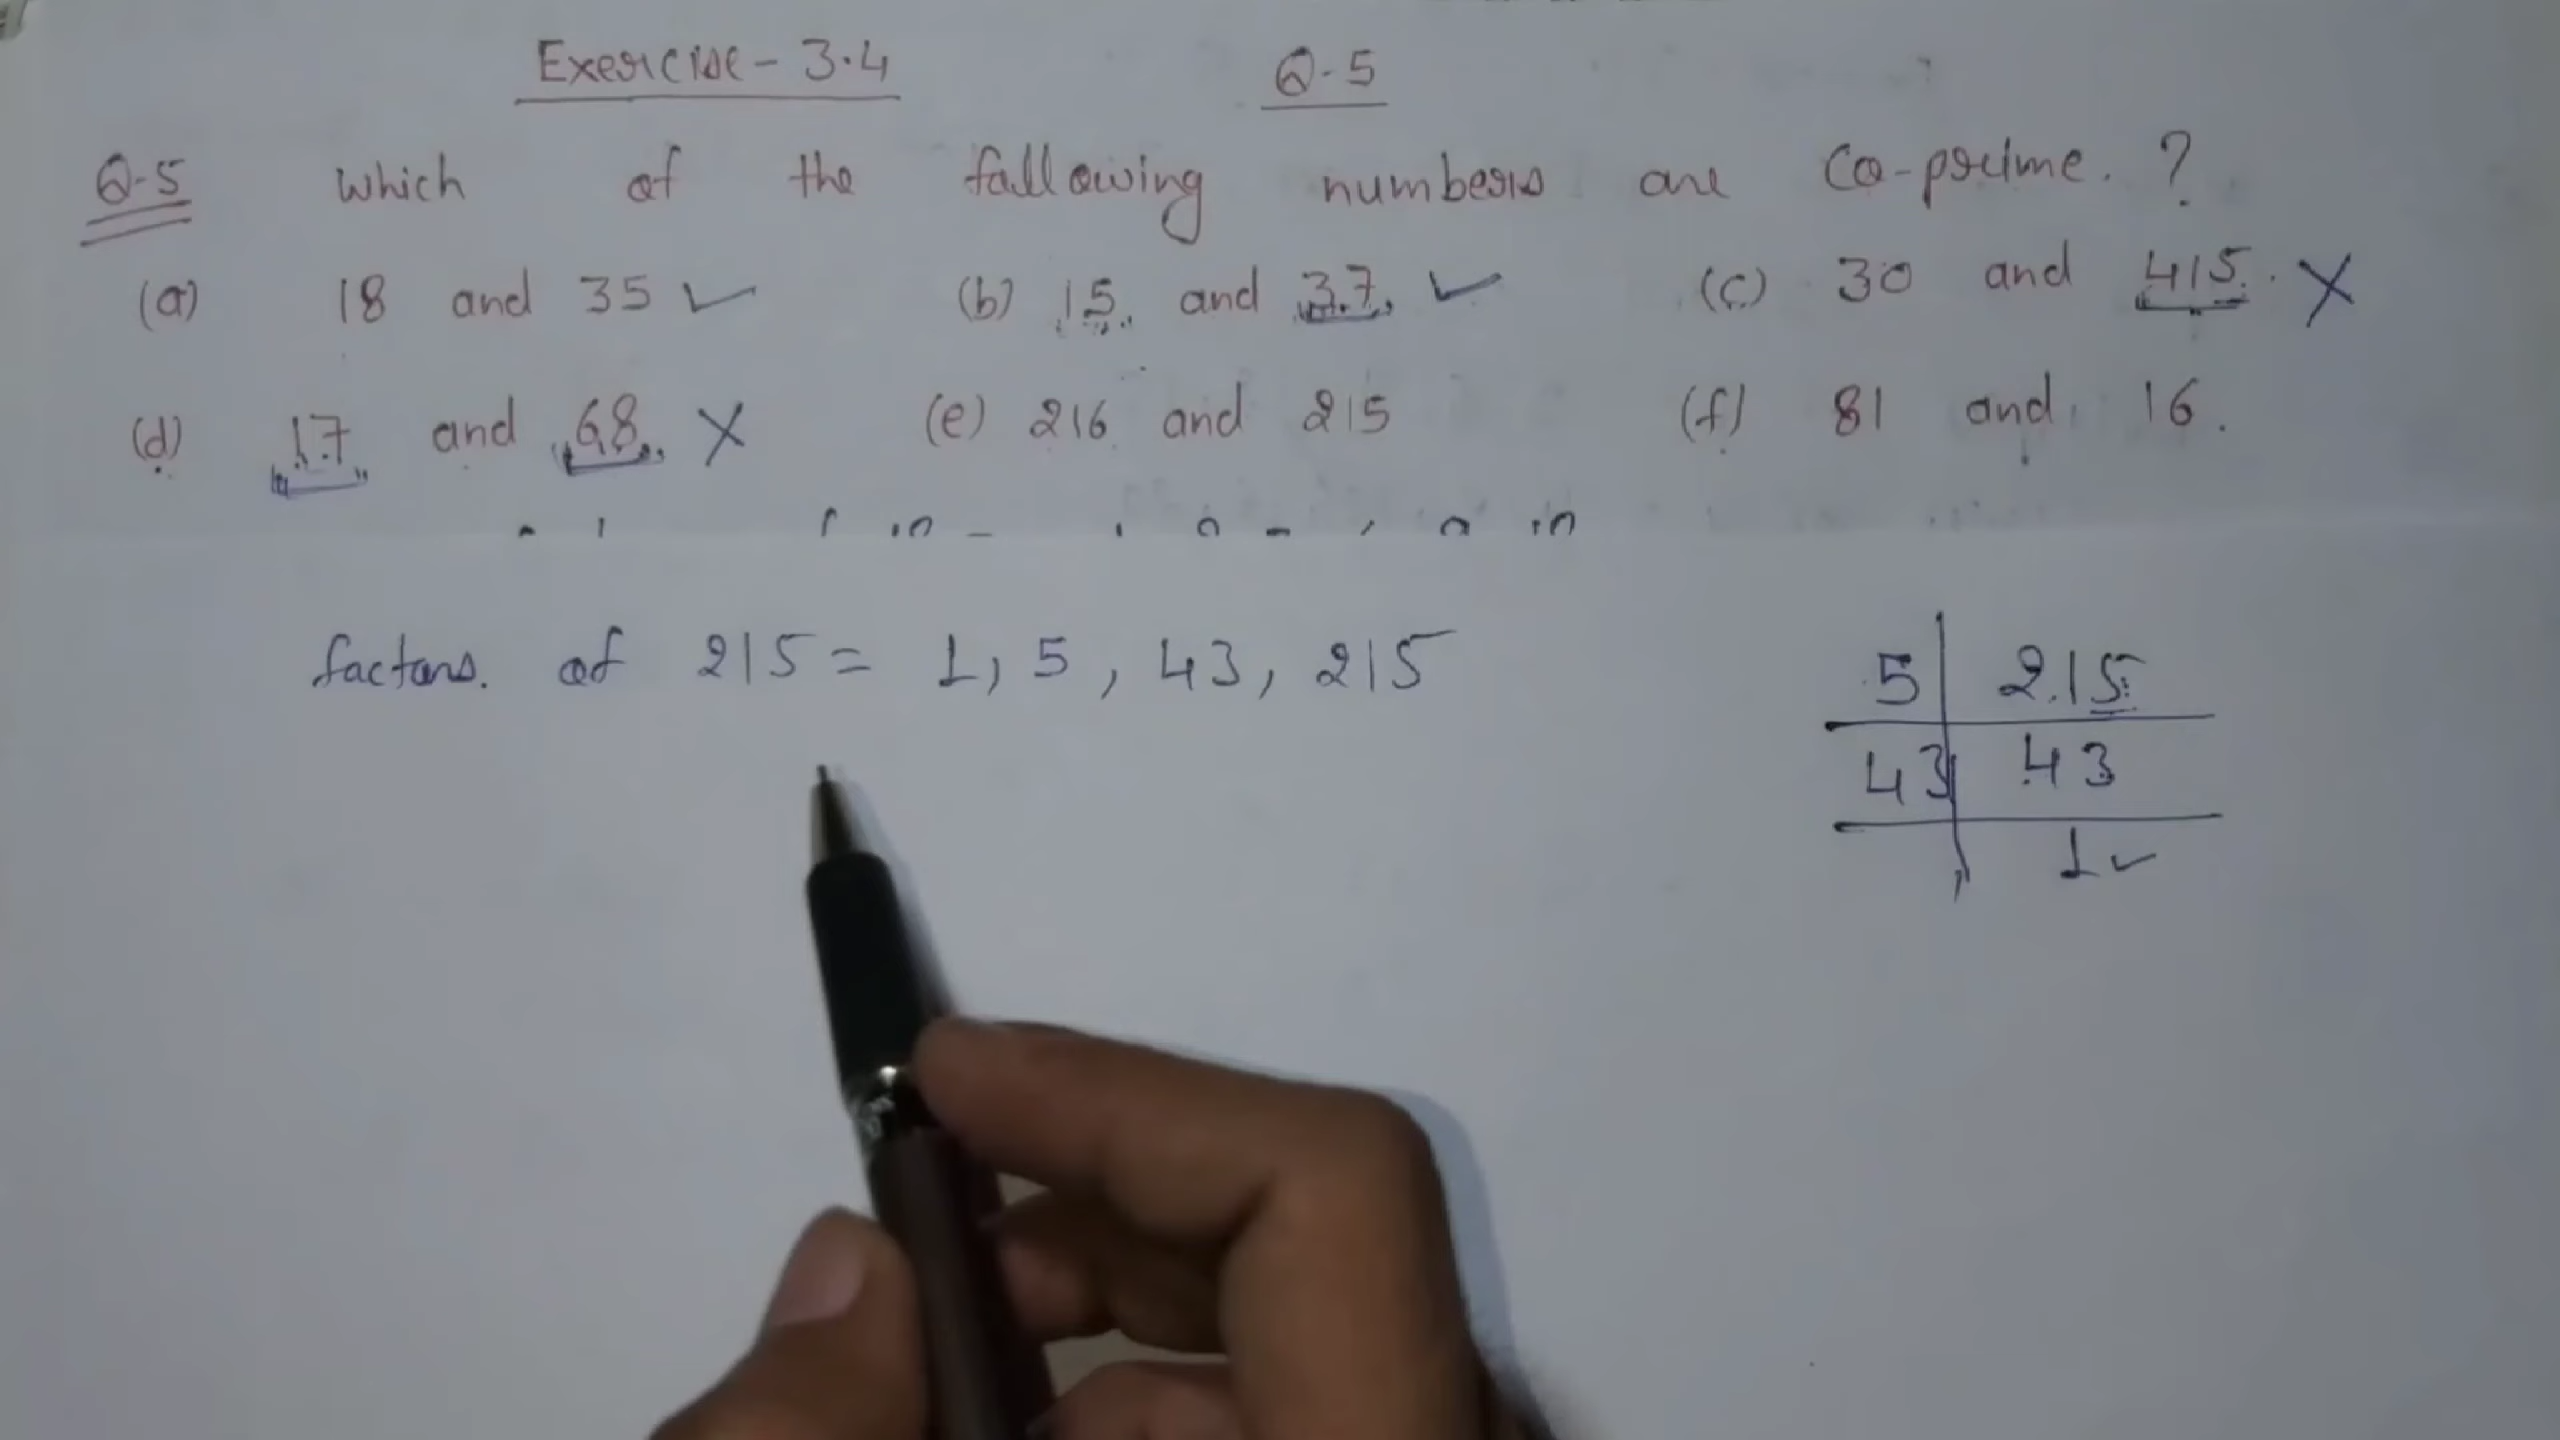 Exercise - 3.4 Q-5
Q-5 which of the following numbers are Co-prime. ?
(a) 18 and 35 ✓ (b) 15 and 37 ✓ (c) 30 and 415. X
(d) 17 and 68 X (e) 216 and 215 (f) 81 and 16.
factors. of 215 = 1, 5, 43, 215
5 | 215
43 | 43
1 ✓